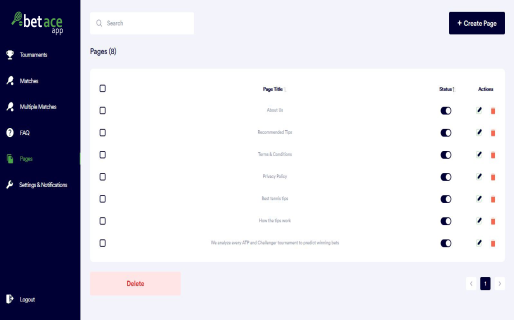 betace
app
Search
+ Create Page
Tournaments
Pages (8)
Matches
Page Title
Status
Actions
Multiple Matches
About Us
FAQ
Recommended Tips
Pages
Terms & Conditions
Settings & Notifications
Privacy Policy
Best tennis tips
How the tips work
We analyze every ATP and Challenger tournament to predict winning bets
Delete
1
Logout